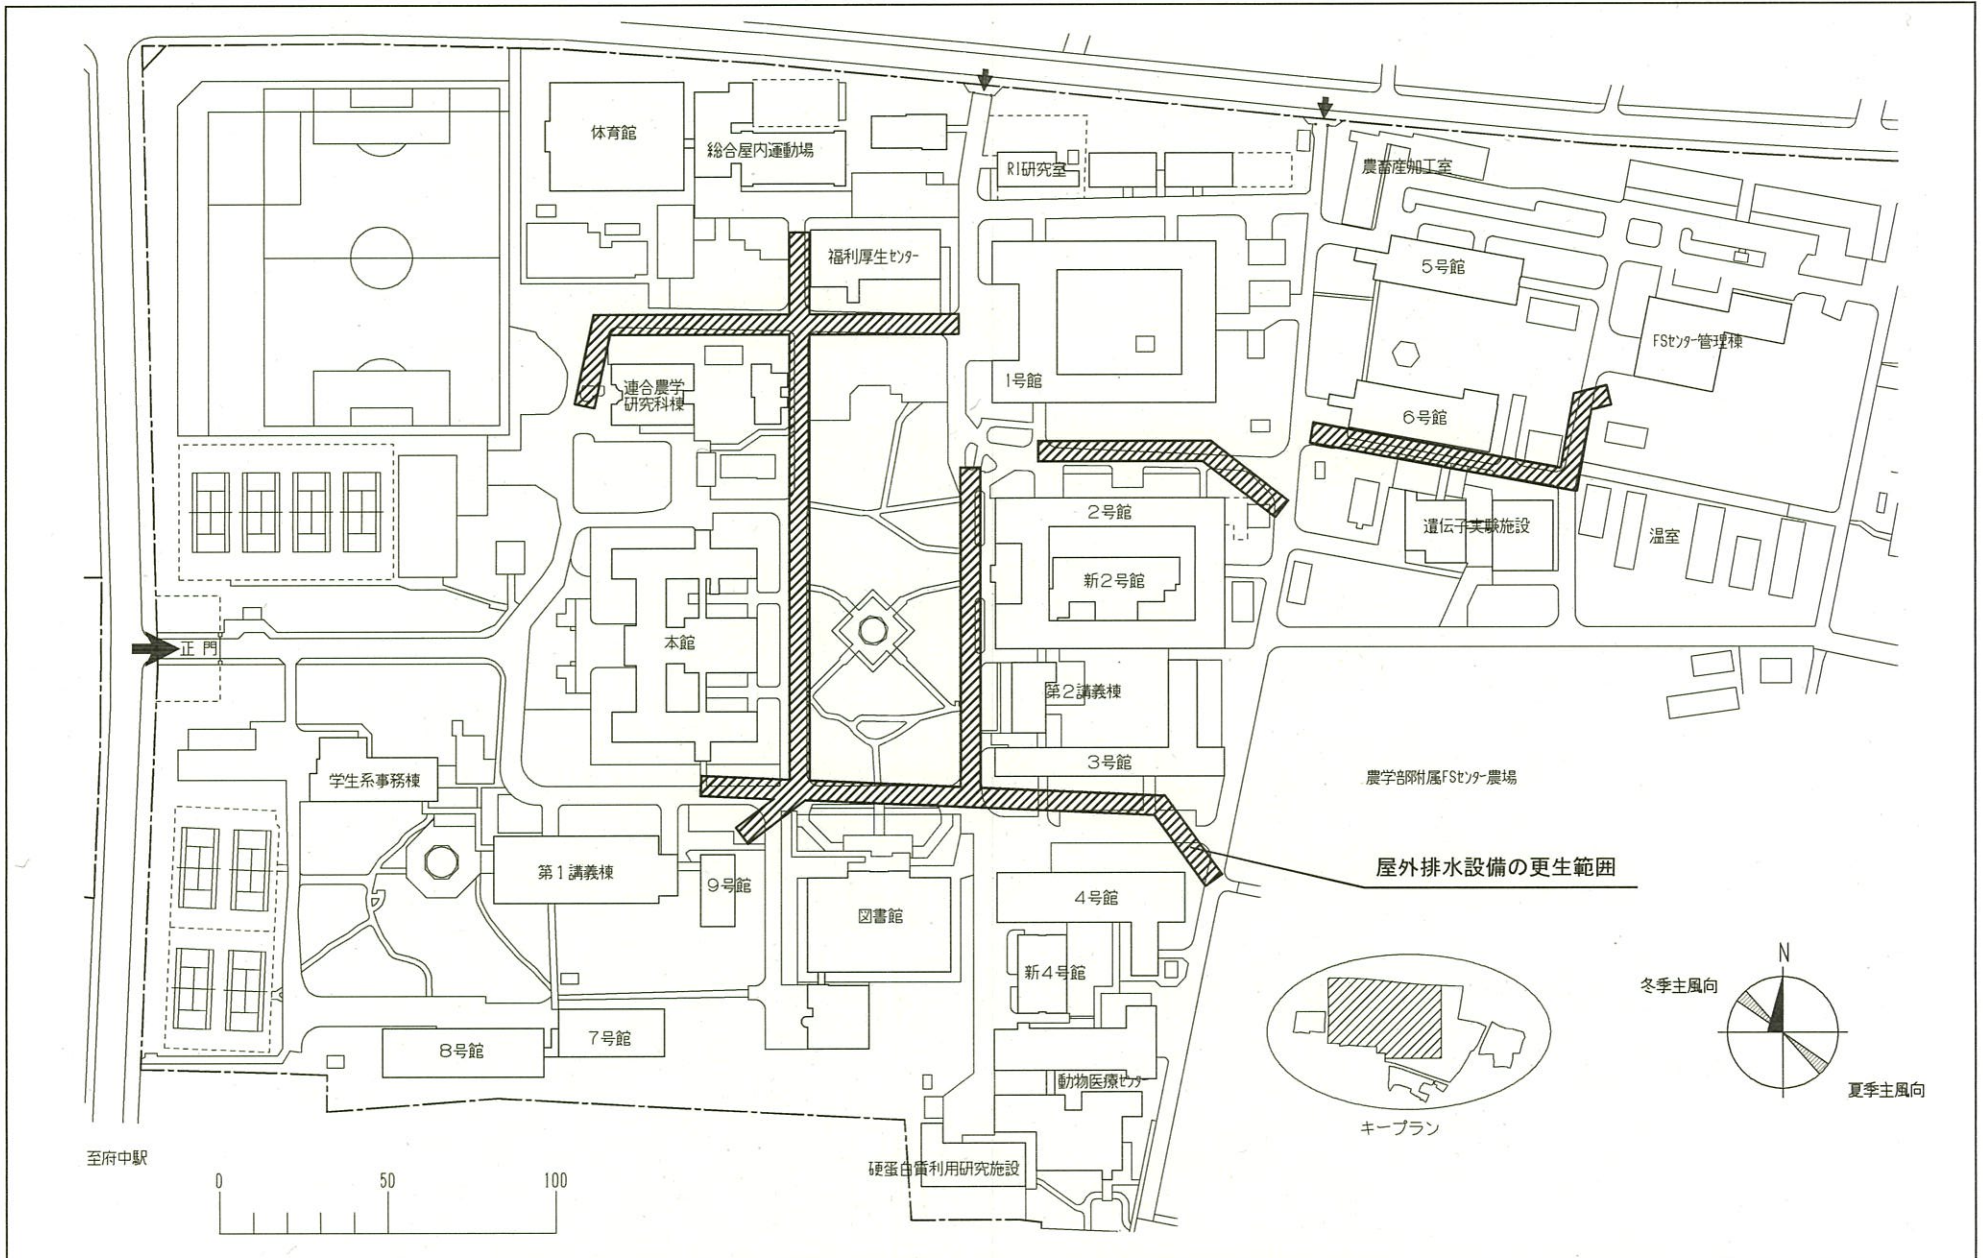 体育館
総合屋内運動場
RI研究室
農畜産加工室
福利厚生センター
5号館
FSセンター管理棟
1号館
連合農学
研究科棟
6号館
2号館
遺伝子実験施設
温室
新2号館
正門
本館
第2講義棟
3号館
学生系事務棟
農学部附属FSセンター農場
屋外排水設備の更生範囲
第1講義棟
9号館
4号館
図書館
新4号館
N
冬季主風向
8号館
7号館
動物医療センター
夏季主風向
キープラン
至府中駅
硬蛋白質利用研究施設
0 50 100